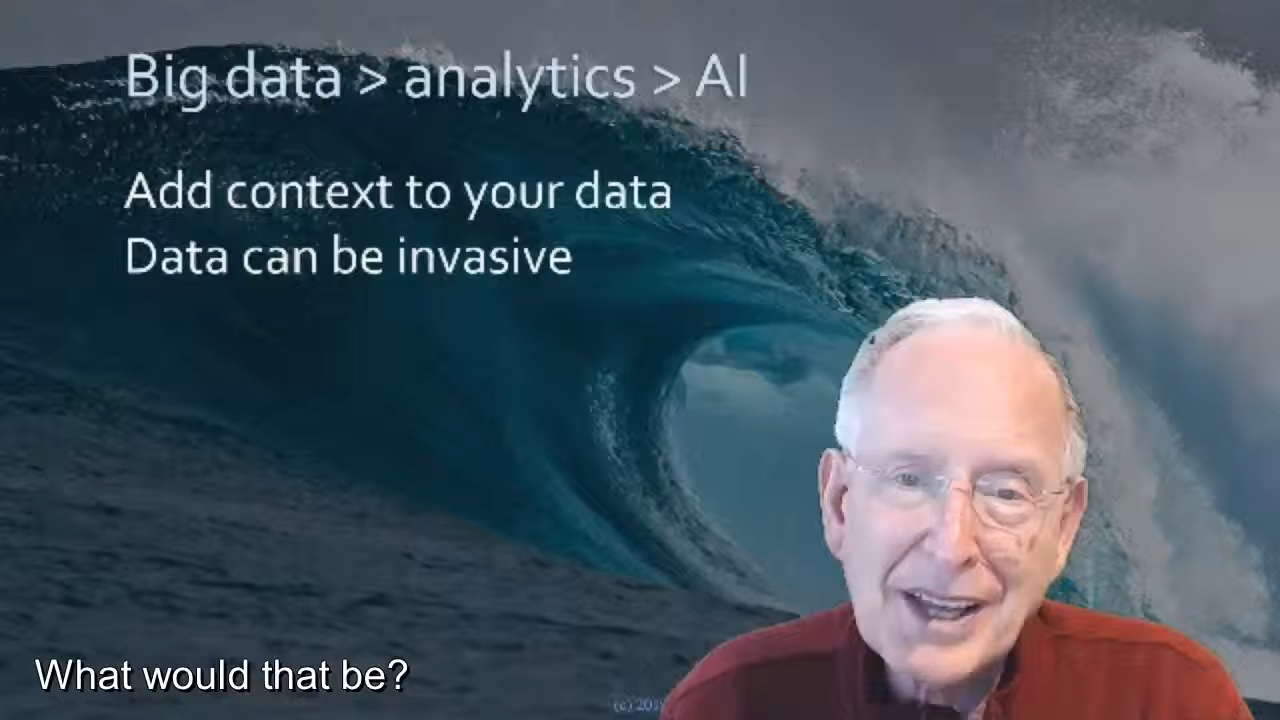 Big data > analytics > AI
Add context to your data
Data can be invasive
What would that be?
(c)